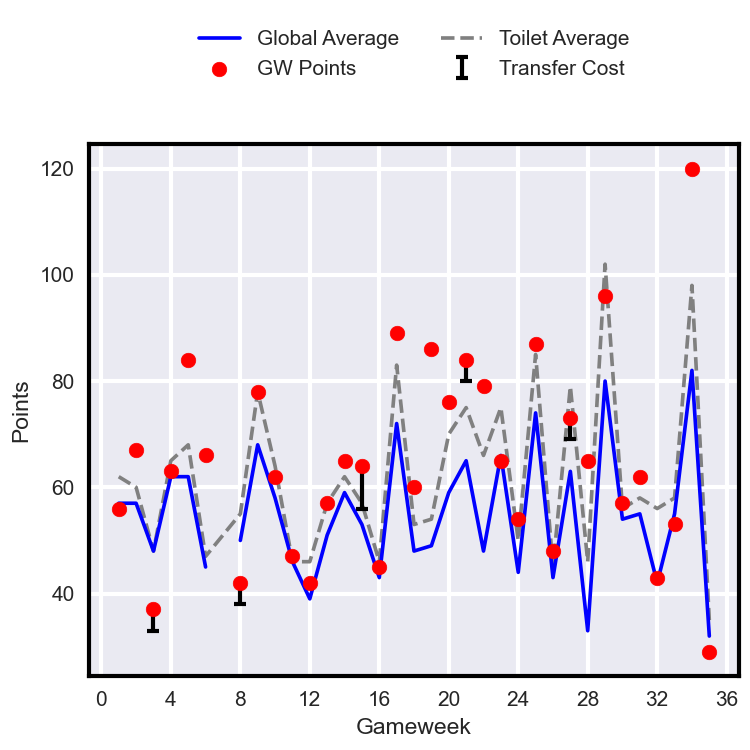 Global Average
Toilet Average
GW Points
Transfer Cost
120
100
80
60
40
Points
0 4 8 12 16 20 24 28 32 36
Gameweek